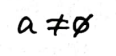 a ≠ ∅